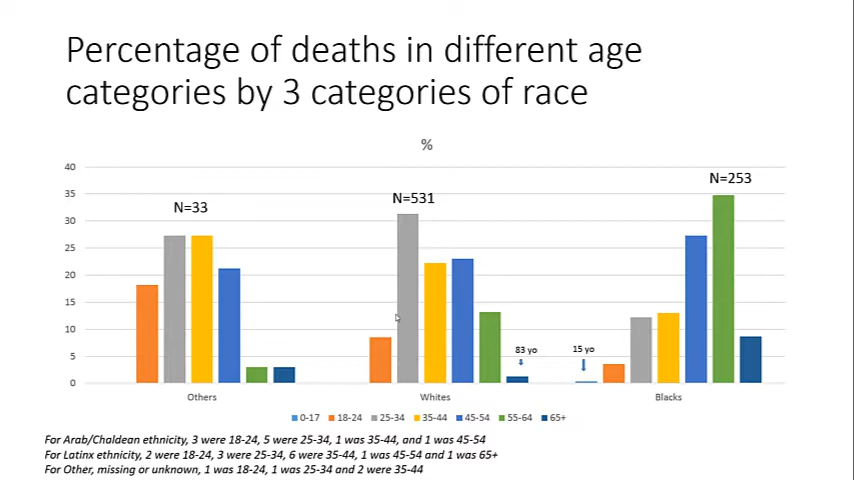 Percentage of deaths in different age
categories by 3 categories of race
%
40
35
30
25
20
15
10
5
0
N=33
N=531
N=253
83 yo
15 yo
Others
Whites
Blacks
0-17 18-24 25-34 35-44 45-54 55-64 65+
For Arab/Chaldean ethnicity, 3 were 18-24, 5 were 25-34, 1 was 35-44, and 1 was 45-54
For Latinx ethnicity, 2 were 18-24, 3 were 25-34, 6 were 35-44, 1 was 45-54 and 1 was 65+
For Other, missing or unknown, 1 was 18-24, 1 was 25-34 and 2 were 35-44